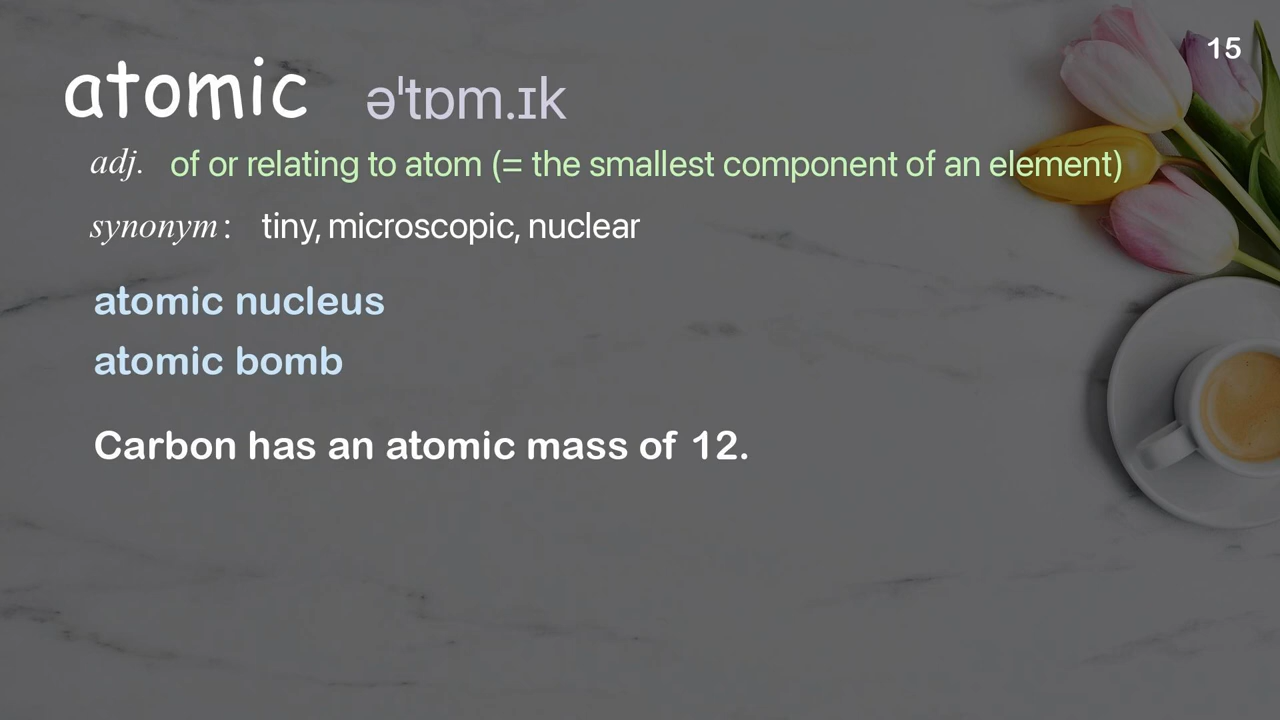 15
atomic əˈtɒm.ɪk
adj. of or relating to atom (= the smallest component of an element)
synonym: tiny, microscopic, nuclear
atomic nucleus
atomic bomb
Carbon has an atomic mass of 12.